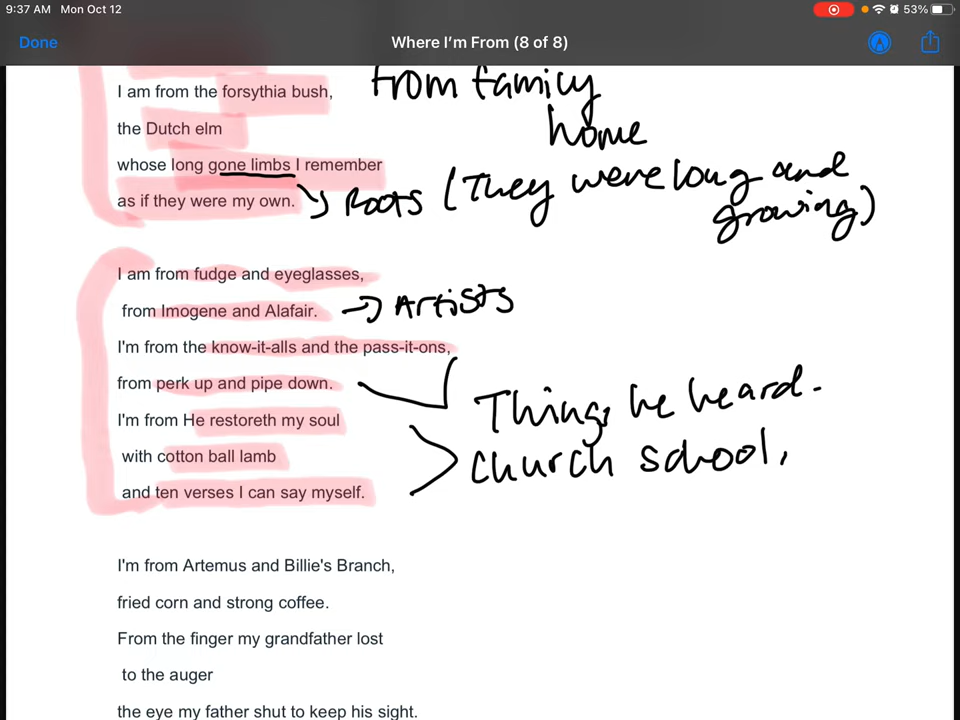 9:37 AM Mon Oct 12
53%
Done
Where I'm From (8 of 8)
I am from the forsythia bush,
from family
home
the Dutch elm
whose long gone limbs I remember
as if they were my own.
Roots (They were long and
growing)
I am from fudge and eyeglasses,
from Imogene and Alafair.
Artists
I'm from the know-it-alls and the pass-it-ons,
from perk up and pipe down.
Things he heard.
I'm from He restoreth my soul
with cotton ball lamb
church school,
and ten verses I can say myself.
I'm from Artemus and Billie's Branch,
fried corn and strong coffee.
From the finger my grandfather lost
to the auger
the eye my father shut to keep his sight.